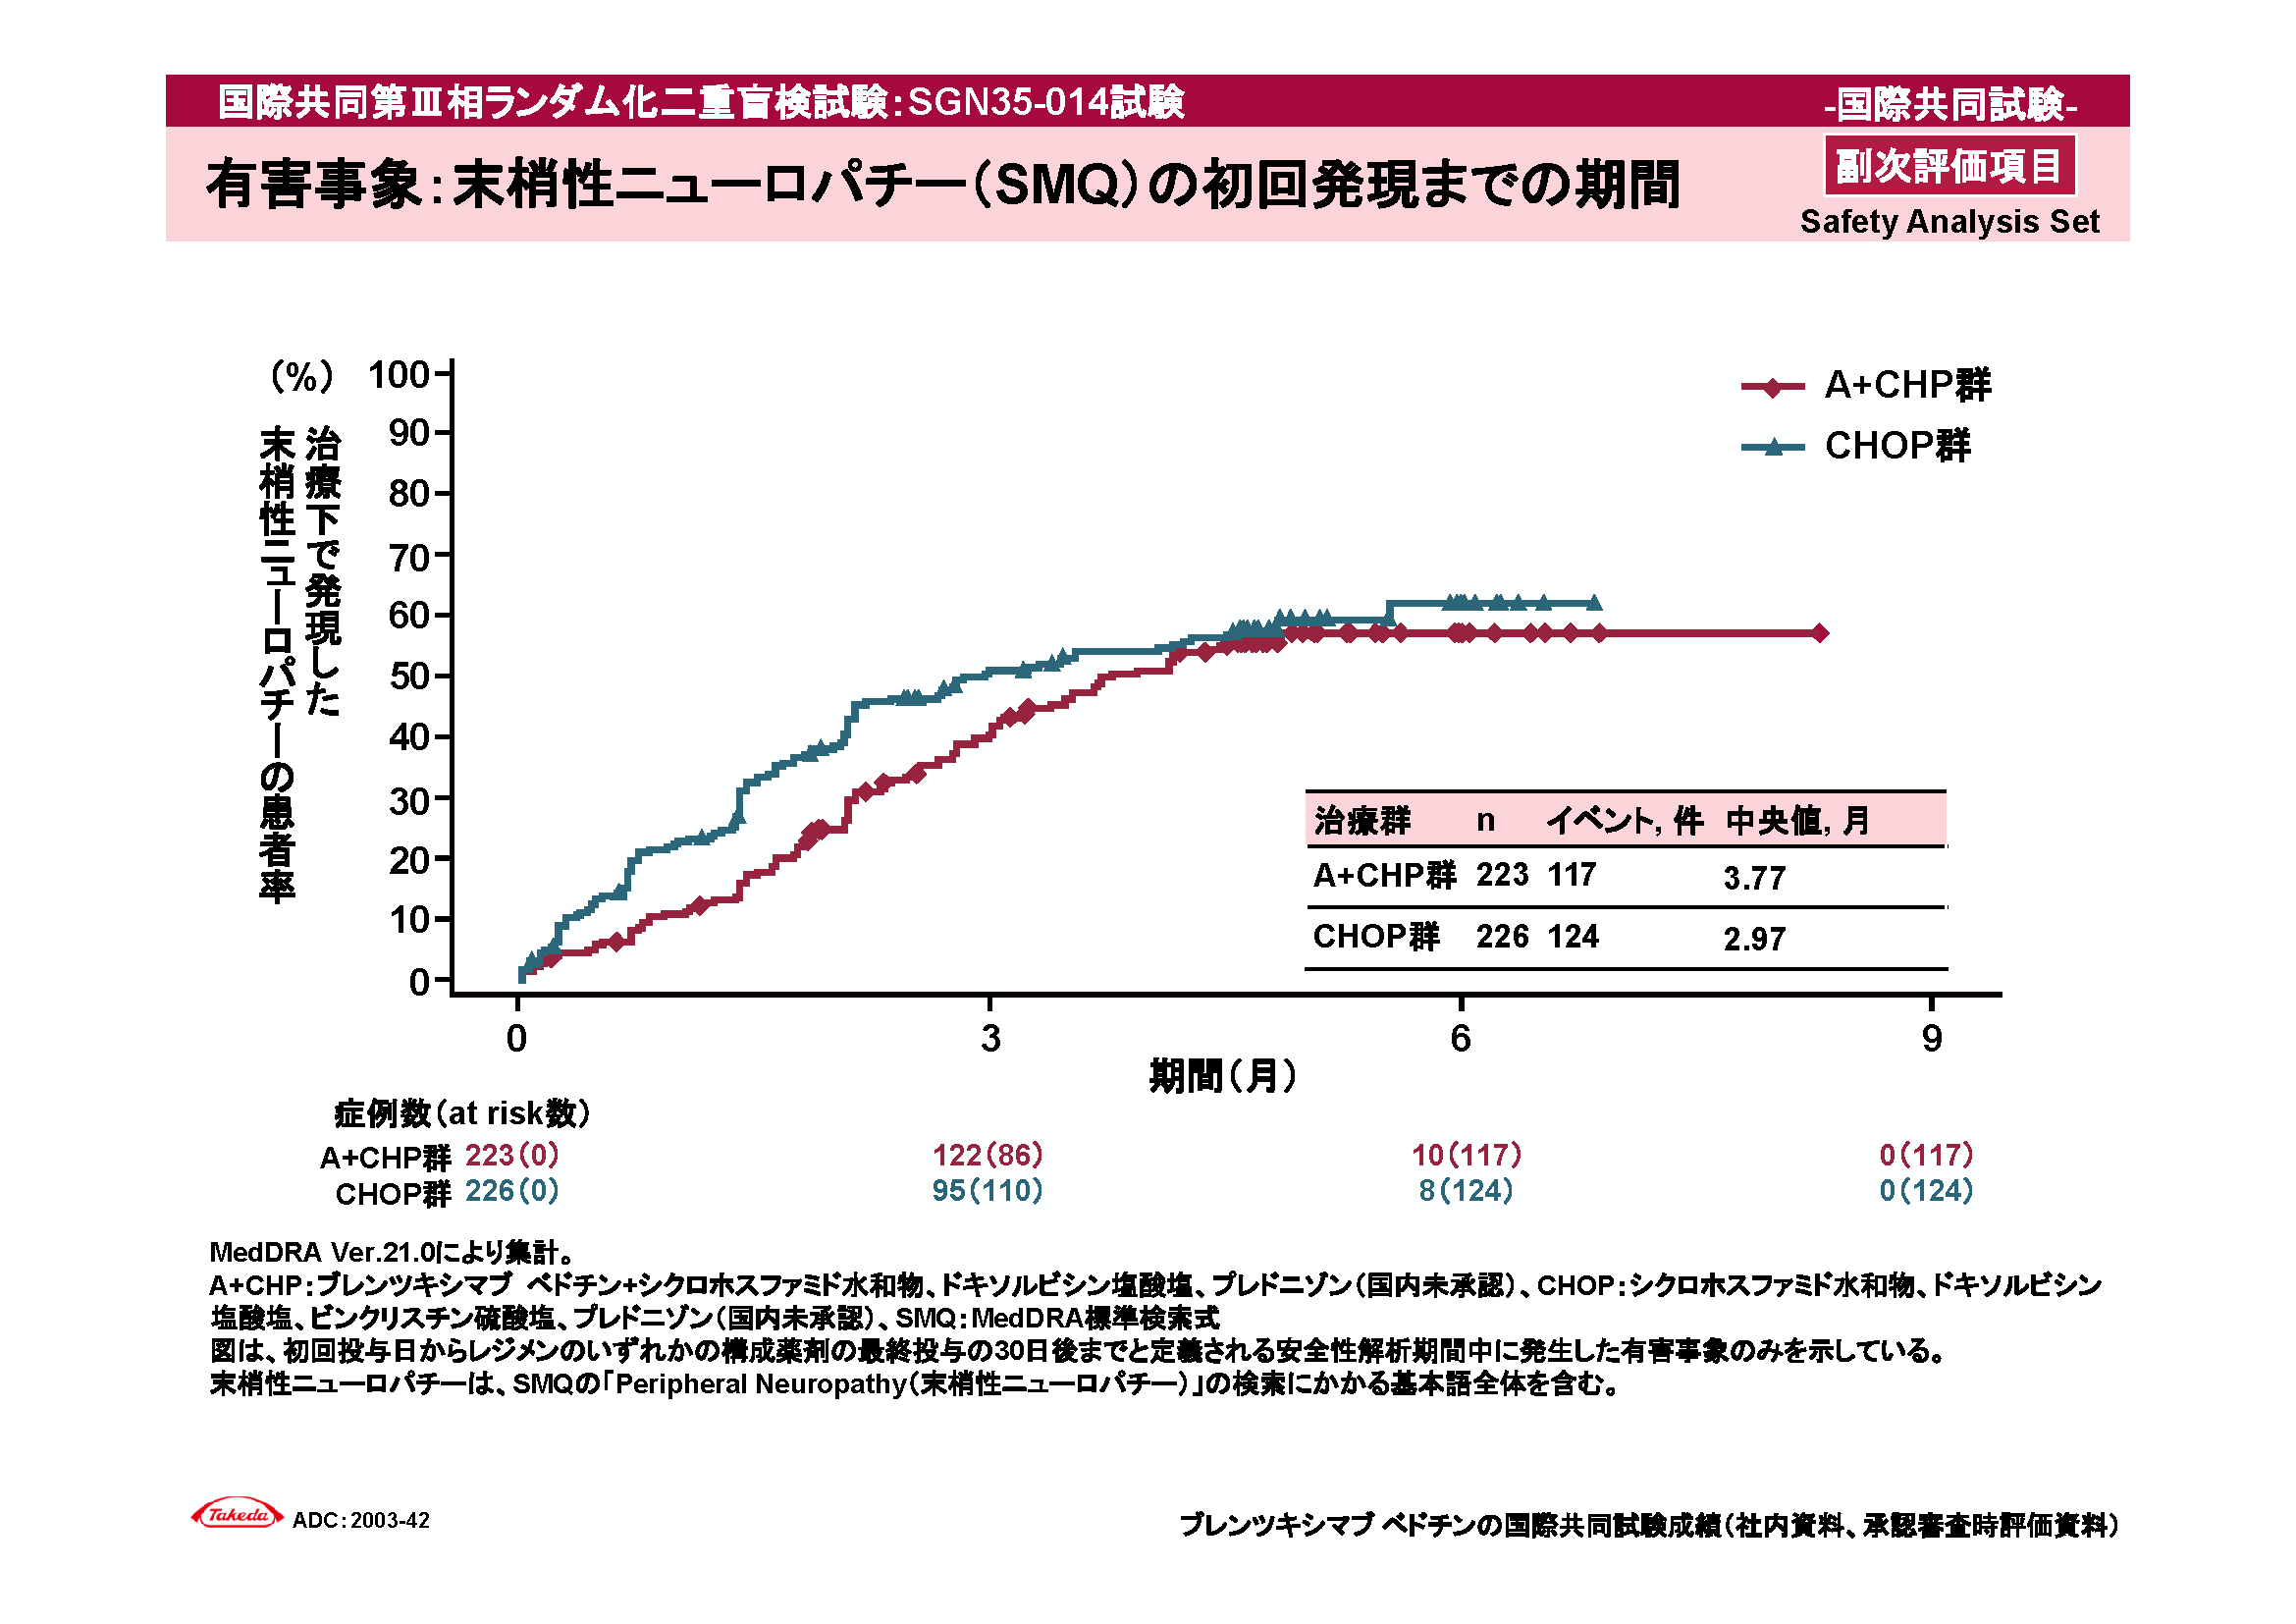 国際共同第Ⅲ相ランダム化二重盲検試験：SGN35-014試験
-国際共同試験-
有害事象：末梢性ニューロパチー（SMQ）の初回発現までの期間
副次評価項目
Safety Analysis Set
（%）
治療下で発現した
末梢性ニューロパチーの患者率
100
90
80
70
60
50
40
30
20
10
0
A+CHP群
CHOP群
治療群 n イベント, 件 中央値, 月
A+CHP群 223 117 3.77
CHOP群 226 124 2.97
0 3 6 9
期間（月）
症例数（at risk数）
A+CHP群 223（0） 122（86） 10（117） 0（117）
CHOP群 226（0） 95（110） 8（124） 0（124）
MedDRA Ver.21.0により集計。
A+CHP：ブレンツキシマブ ベドチン+シクロホスファミド水和物、ドキソルビシン塩酸塩、プレドニゾン（国内未承認）、CHOP：シクロホスファミド水和物、ドキソルビシン
塩酸塩、ビンクリスチン硫酸塩、プレドニゾン（国内未承認）、SMQ：MedDRA標準検索式
図は、初回投与日からレジメンのいずれかの構成薬剤の最終投与の30日後までと定義される安全性解析期間中に発生した有害事象のみを示している。
末梢性ニューロパチーは、SMQの「Peripheral Neuropathy（末梢性ニューロパチー）」の検索にかかる基本語全体を含む。
Takeda
ADC：2003-42
ブレンツキシマブ ベドチンの国際共同試験成績（社内資料、承認審査時評価資料）